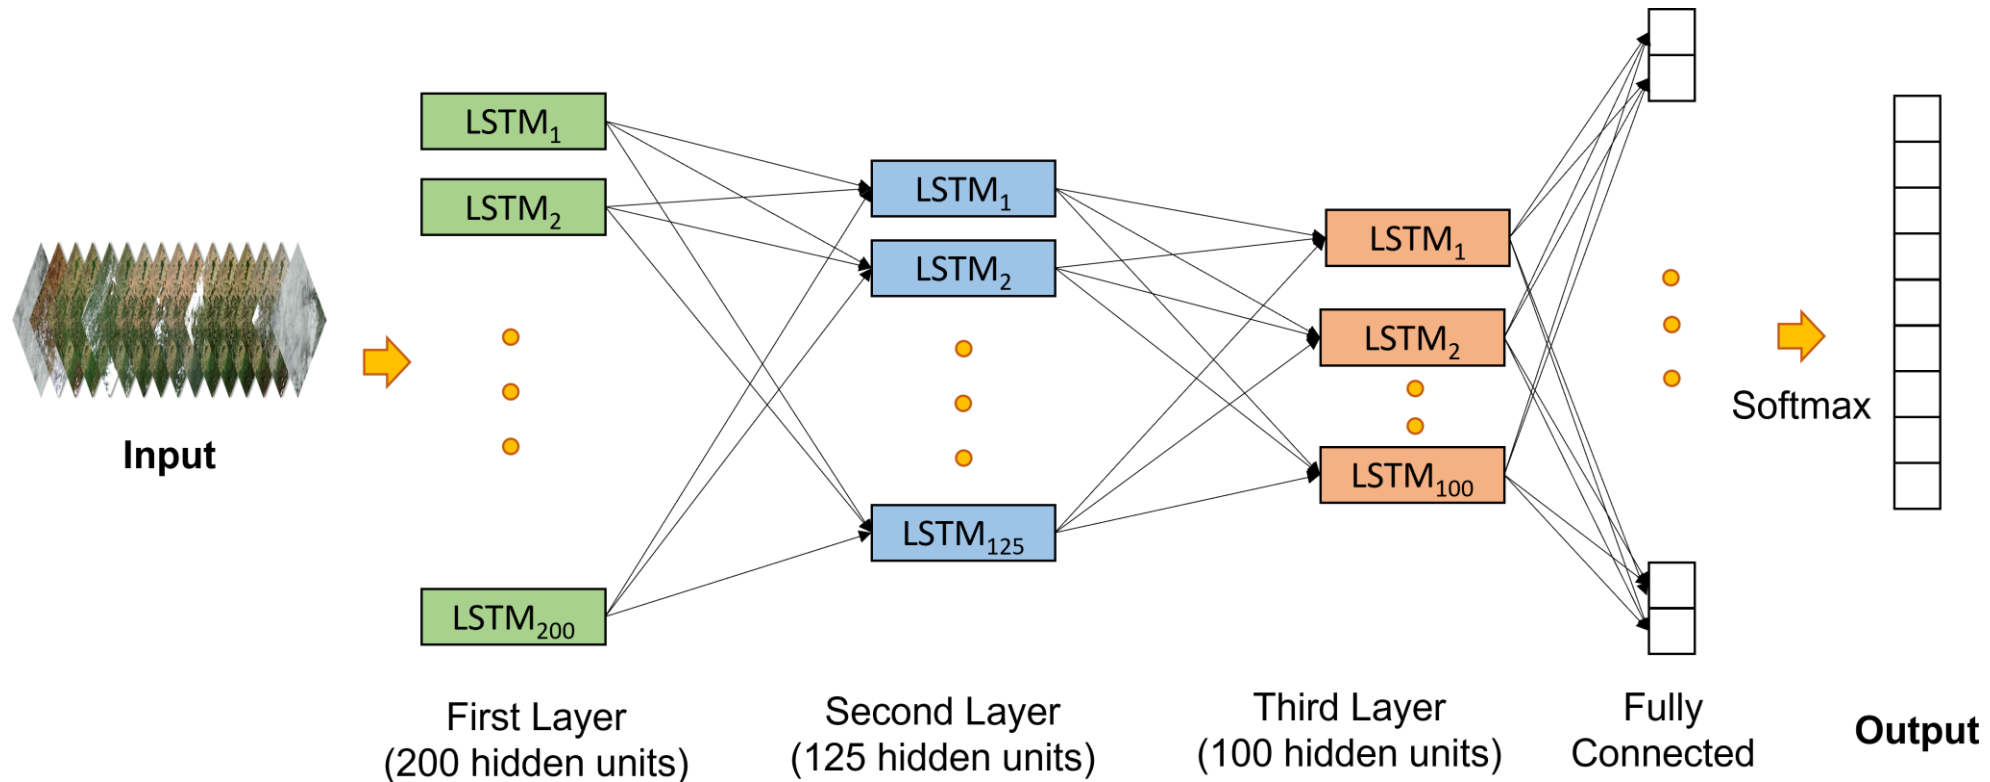 Input
LSTM₁
LSTM₂
LSTM₂₀₀
First Layer
(200 hidden units)
LSTM₁
LSTM₂
LSTM₁₂₅
Second Layer
(125 hidden units)
LSTM₁
LSTM₂
LSTM₁₀₀
Third Layer
(100 hidden units)
Fully
Connected
Softmax
Output